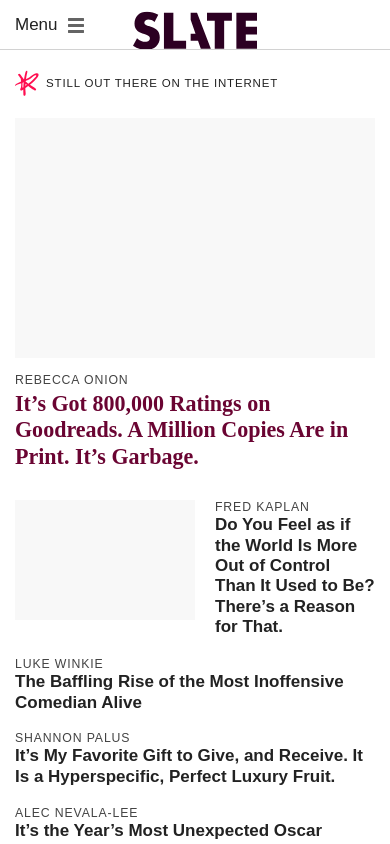 Menu
SLATE
STILL OUT THERE ON THE INTERNET
REBECCA ONION
It’s Got 800,000 Ratings on
Goodreads. A Million Copies Are in
Print. It’s Garbage.
FRED KAPLAN
Do You Feel as if
the World Is More
Out of Control
Than It Used to Be?
There’s a Reason
for That.
LUKE WINKIE
The Baffling Rise of the Most Inoffensive
Comedian Alive
SHANNON PALUS
It’s My Favorite Gift to Give, and Receive. It
Is a Hyperspecific, Perfect Luxury Fruit.
ALEC NEVALA-LEE
It’s the Year’s Most Unexpected Oscar